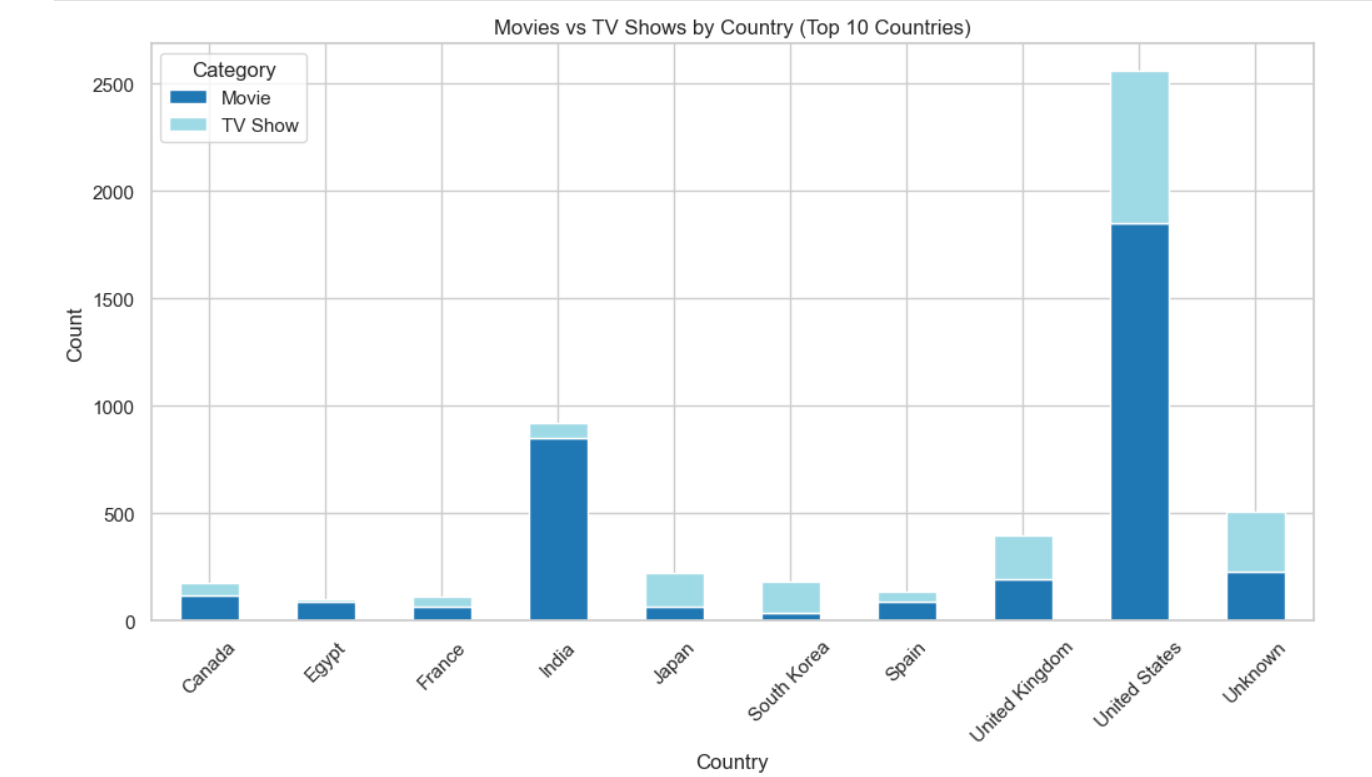 Movies vs TV Shows by Country (Top 10 Countries)
Category
Movie
TV Show
2500
2000
1500
1000
500
0
Count
Canada
Egypt
France
India
Japan
South Korea
Spain
United Kingdom
United States
Unknown
Country